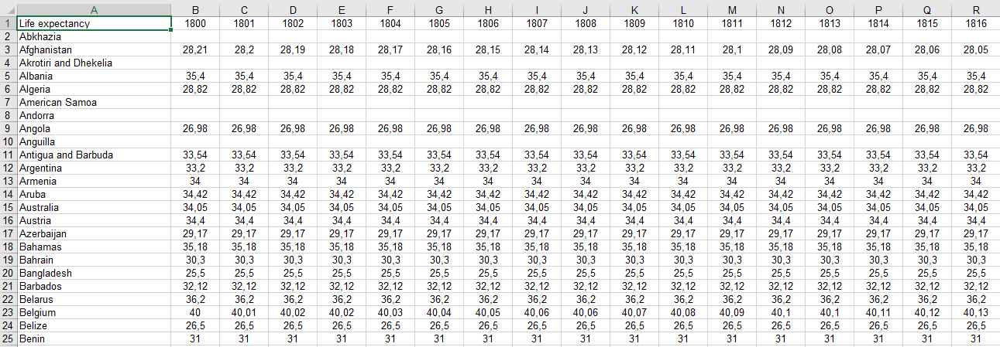 A B C D E F G H I J K L M N O P Q R
1 Life expectancy 1800 1801 1802 1803 1804 1805 1806 1807 1808 1809 1810 1811 1812 1813 1814 1815 1816
2 Abkhazia
3 Afghanistan 28,21 28,2 28,19 28,18 28,17 28,16 28,15 28,14 28,13 28,12 28,11 28,1 28,09 28,08 28,07 28,06 28,05
4 Akrotiri and Dhekelia
5 Albania 35,4 35,4 35,4 35,4 35,4 35,4 35,4 35,4 35,4 35,4 35,4 35,4 35,4 35,4 35,4 35,4 35,4
6 Algeria 28,82 28,82 28,82 28,82 28,82 28,82 28,82 28,82 28,82 28,82 28,82 28,82 28,82 28,82 28,82 28,82 28,82
7 American Samoa
8 Andorra
9 Angola 26,98 26,98 26,98 26,98 26,98 26,98 26,98 26,98 26,98 26,98 26,98 26,98 26,98 26,98 26,98 26,98 26,98
10 Anguilla
11 Antigua and Barbuda 33,54 33,54 33,54 33,54 33,54 33,54 33,54 33,54 33,54 33,54 33,54 33,54 33,54 33,54 33,54 33,54 33,54
12 Argentina 33,2 33,2 33,2 33,2 33,2 33,2 33,2 33,2 33,2 33,2 33,2 33,2 33,2 33,2 33,2 33,2 33,2
13 Armenia 34 34 34 34 34 34 34 34 34 34 34 34 34 34 34 34 34
14 Aruba 34,42 34,42 34,42 34,42 34,42 34,42 34,42 34,42 34,42 34,42 34,42 34,42 34,42 34,42 34,42 34,42 34,42
15 Australia 34,05 34,05 34,05 34,05 34,05 34,05 34,05 34,05 34,05 34,05 34,05 34,05 34,05 34,05 34,05 34,05 34,05
16 Austria 34,4 34,4 34,4 34,4 34,4 34,4 34,4 34,4 34,4 34,4 34,4 34,4 34,4 34,4 34,4 34,4 34,4
17 Azerbaijan 29,17 29,17 29,17 29,17 29,17 29,17 29,17 29,17 29,17 29,17 29,17 29,17 29,17 29,17 29,17 29,17 29,17
18 Bahamas 35,18 35,18 35,18 35,18 35,18 35,18 35,18 35,18 35,18 35,18 35,18 35,18 35,18 35,18 35,18 35,18 35,18
19 Bahrain 30,3 30,3 30,3 30,3 30,3 30,3 30,3 30,3 30,3 30,3 30,3 30,3 30,3 30,3 30,3 30,3 30,3
20 Bangladesh 25,5 25,5 25,5 25,5 25,5 25,5 25,5 25,5 25,5 25,5 25,5 25,5 25,5 25,5 25,5 25,5 25,5
21 Barbados 32,12 32,12 32,12 32,12 32,12 32,12 32,12 32,12 32,12 32,12 32,12 32,12 32,12 32,12 32,12 32,12 32,12
22 Belarus 36,2 36,2 36,2 36,2 36,2 36,2 36,2 36,2 36,2 36,2 36,2 36,2 36,2 36,2 36,2 36,2 36,2
23 Belgium 40 40,01 40,02 40,02 40,03 40,04 40,05 40,06 40,06 40,07 40,08 40,09 40,1 40,1 40,11 40,12 40,13
24 Belize 26,5 26,5 26,5 26,5 26,5 26,5 26,5 26,5 26,5 26,5 26,5 26,5 26,5 26,5 26,5 26,5 26,5
25 Benin 31 31 31 31 31 31 31 31 31 31 31 31 31 31 31 31 31